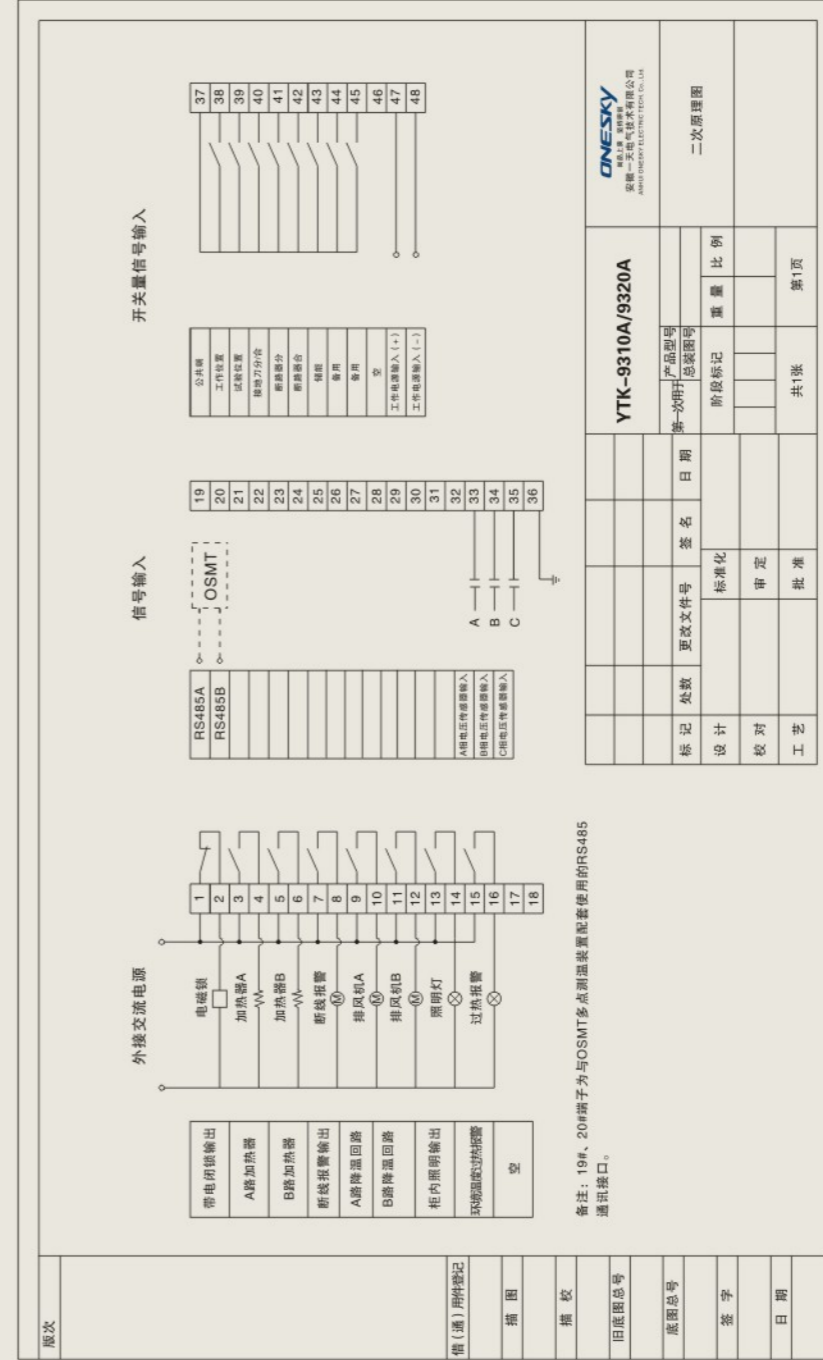 版次
外接交流电源
带电闭锁输出
A路加热器
B路加热器
断线报警输出
A路降温回路
B路降温回路
柜内照明输出
环境温度过热报警
空
电磁锁
加热器A
加热器B
断线报警
M
排风机A
M
排风机B
M
照明灯
过热报警
1
2
3
4
5
6
7
8
9
10
11
12
13
14
15
16
17
18
信号输入
RS485A
RS485B
A相电压传感器输入
B相电压传感器输入
C相电压传感器输入
OSMT
A
B
C
19
20
21
22
23
24
25
26
27
28
29
30
31
32
33
34
35
36
开关量信号输入
公共端
工作位置
试验位置
接地刀分/合
断路器分
断路器合
储能
备用
备用
空
工作电源输入(+)
工作电源输入(-)
37
38
39
40
41
42
43
44
45
46
47
48
备注:19#、20#端子为与OSMT多点测温装置配套使用的RS485
通讯接口。
借(通)用件登记
描 图
描 校
旧底图总号
底图总号
签 字
日 期
标 记
处数
更改文件号
签 名
日 期
设 计
标准化
校 对
审 定
工 艺
批 准
YTK-9310A/9320A
第一次用于
产品型号
总装图号
阶段标记
重 量
比 例
共1张
第1页
ONESKY
安徽一天电气技术有限公司
ANHUI ONESKY ELECTRIC TECH. Co., LH
二次原理图